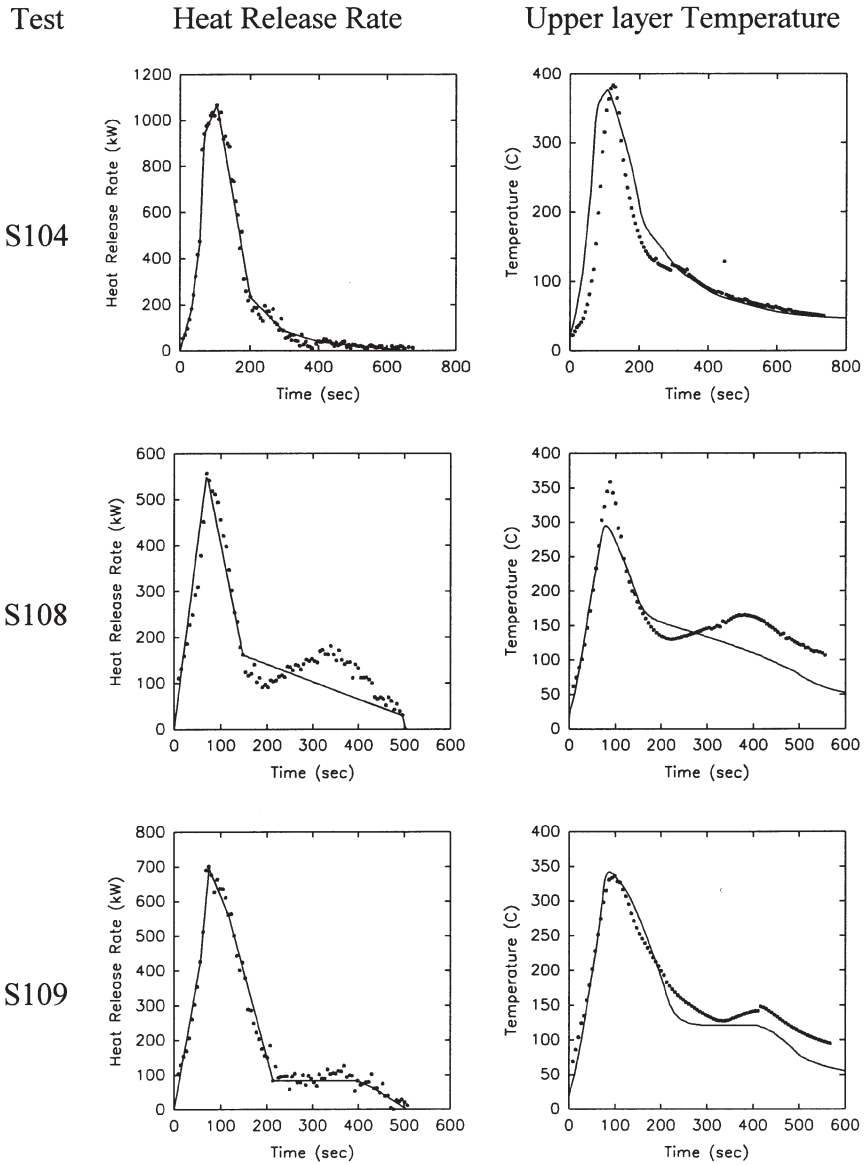 Test Heat Release Rate Upper layer Temperature
S104
Heat Release Rate (kW)
1200
1000
800
600
400
200
0
0 200 400 600 800
Time (sec)
Temperature (C)
400
300
200
100
0
0 200 400 600 800
Time (sec)
S108
Heat Release Rate (kW)
600
500
400
300
200
100
0
0 100 200 300 400 500 600
Time (sec)
Temperature (C)
400
350
300
250
200
150
100
50
0
0 100 200 300 400 500 600
Time (sec)
S109
Heat Release Rate (kW)
800
700
600
500
400
300
200
100
0
0 100 200 300 400 500 600
Time (sec)
Temperature (C)
400
350
300
250
200
150
100
50
0
0 100 200 300 400 500 600
Time (sec)